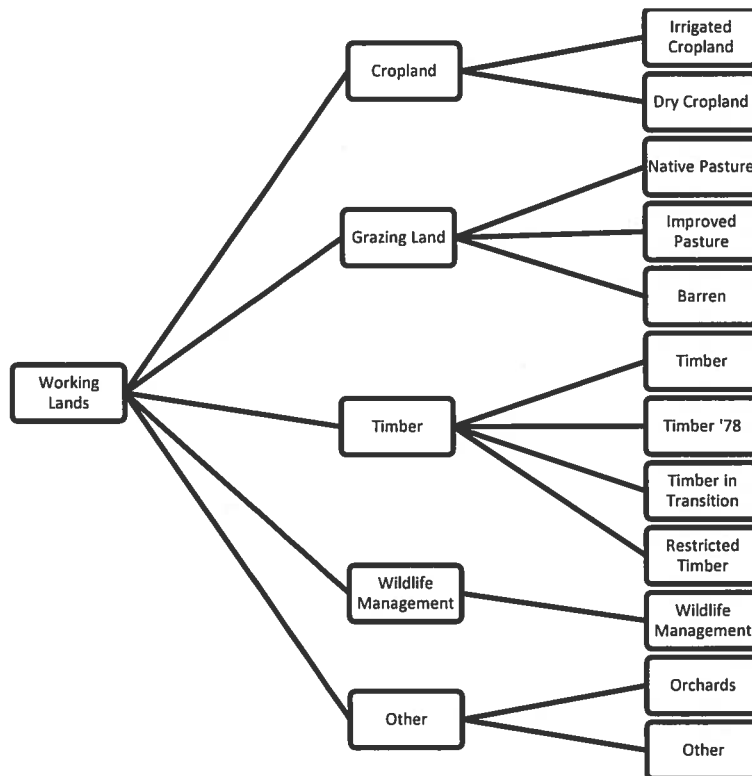 Working
Lands
Cropland
Irrigated
Cropland
Dry Cropland
Grazing Land
Native Pasture
Improved
Pasture
Barren
Timber
Timber
Timber '78
Timber in
Transition
Restricted
Timber
Wildlife
Management
Wildlife
Management
Other
Orchards
Other